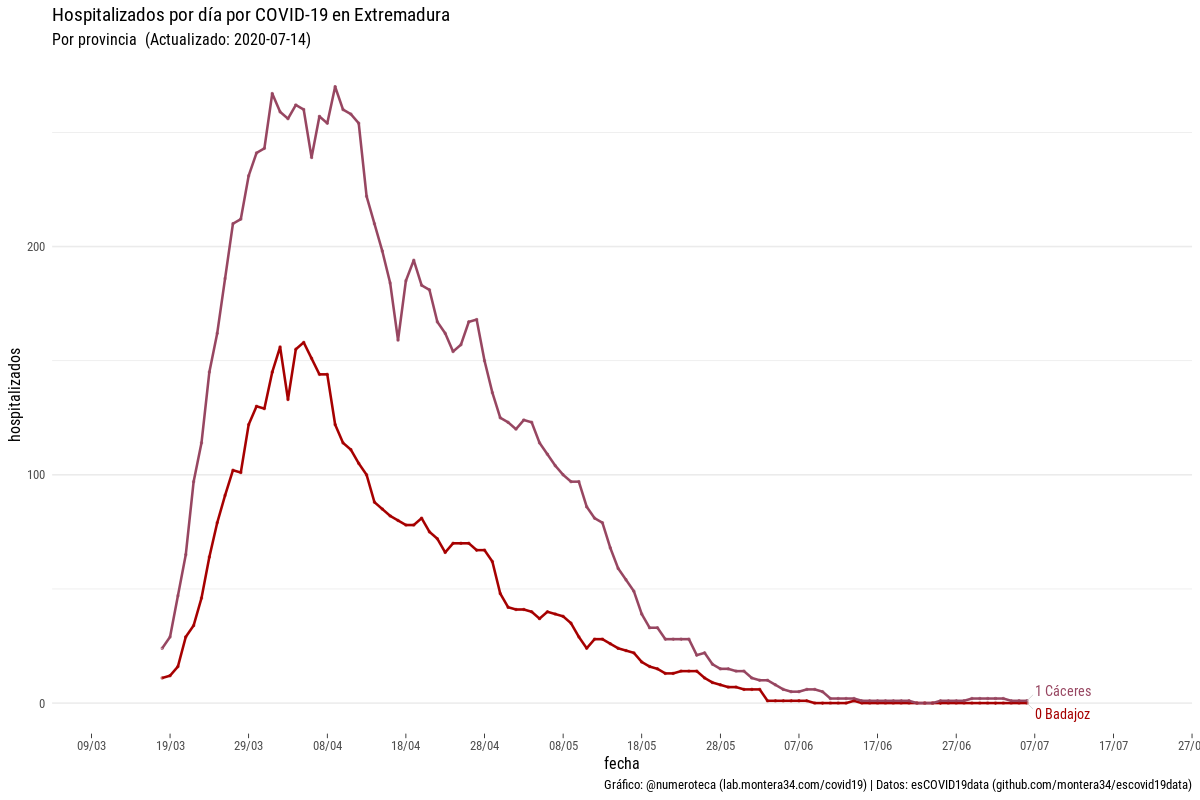 Hospitalizados por día por COVID-19 en Extremadura
Por provincia (Actualizado: 2020-07-14)
hospitalizados
200
100
0
1 Cáceres
0 Badajoz
09/03 19/03 29/03 08/04 18/04 28/04 08/05 18/05 28/05 07/06 17/06 27/06 07/07 17/07 27/0
fecha
Gráfico: @numeroteca (lab.montera34.com/covid19) | Datos: esCOVID19data (github.com/montera34/escovid19data)